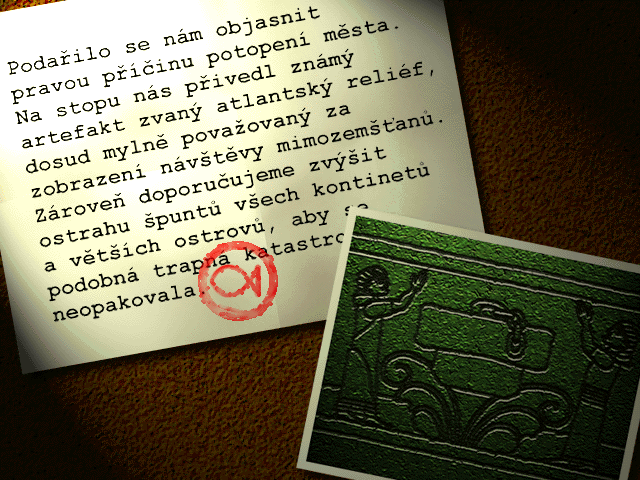 Podařilo se nám objasnit
pravou příčinu potopení města.
Na stopu nás přivedl známý
artefakt zvaný atlantský reliéf,
dosud mylně považovaný za
zobrazení návštěvy mimozemšťanů.
Zároveň doporučujeme zvýšit
ostrahu špuntů všech kontinetů
a větších ostrovů, aby se
podobná trapná
neopakovala.